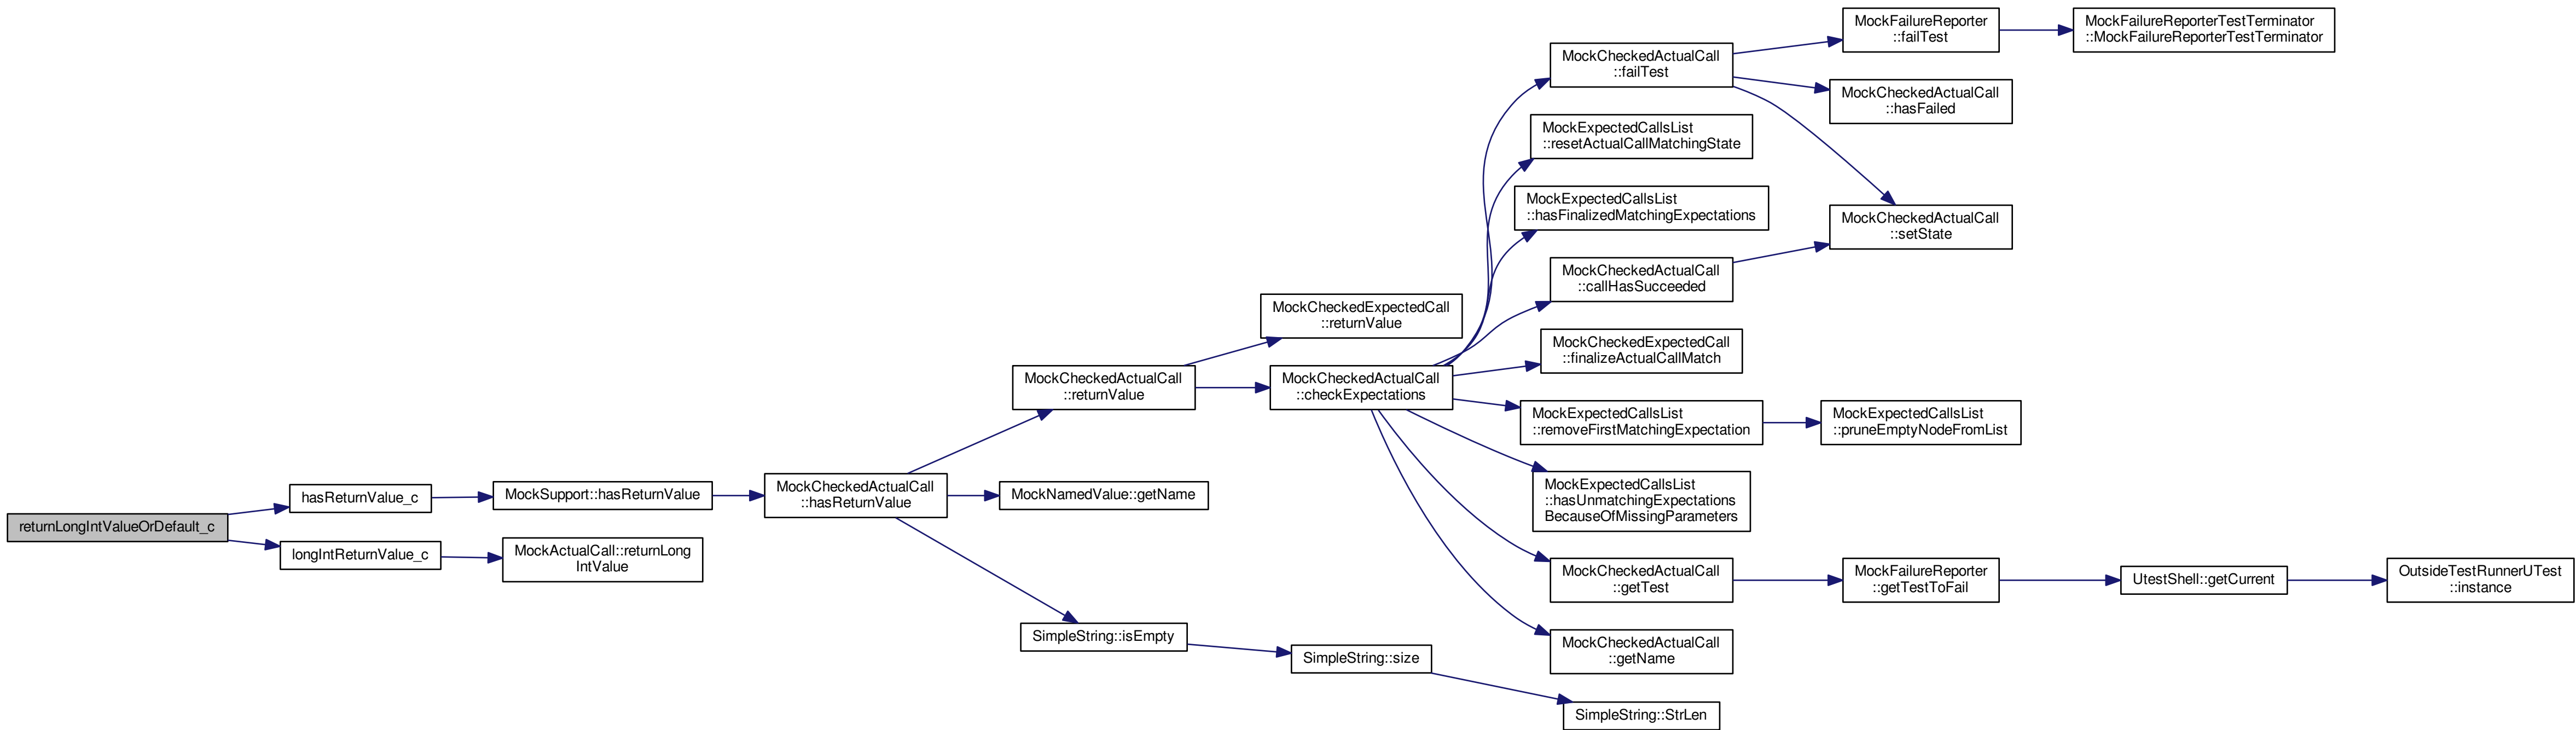 returnLongIntValueOrDefault_c
hasReturnValue_c
longIntReturnValue_c
MockSupport::hasReturnValue
MockActualCall::returnLong
IntValue
MockCheckedActualCall
::hasReturnValue
MockCheckedActualCall
::returnValue
MockNamedValue::getName
SimpleString::isEmpty
MockCheckedExpectedCall
::returnValue
MockCheckedActualCall
::checkExpectations
SimpleString::size
MockCheckedActualCall
::failTest
MockExpectedCallsList
::resetActualCallMatchingState
MockExpectedCallsList
::hasFinalizedMatchingExpectations
MockCheckedActualCall
::callHasSucceeded
MockCheckedExpectedCall
::finalizeActualCallMatch
MockExpectedCallsList
::removeFirstMatchingExpectation
MockExpectedCallsList
::hasUnmatchingExpectations
BecauseOfMissingParameters
MockCheckedActualCall
::getTest
MockCheckedActualCall
::getName
SimpleString::StrLen
MockFailureReporter
::failTest
MockCheckedActualCall
::hasFailed
MockCheckedActualCall
::setState
MockExpectedCallsList
::pruneEmptyNodeFromList
MockFailureReporter
::getTestToFail
MockFailureReporterTestTerminator
::MockFailureReporterTestTerminator
UtestShell::getCurrent
OutsideTestRunnerUTest
::instance